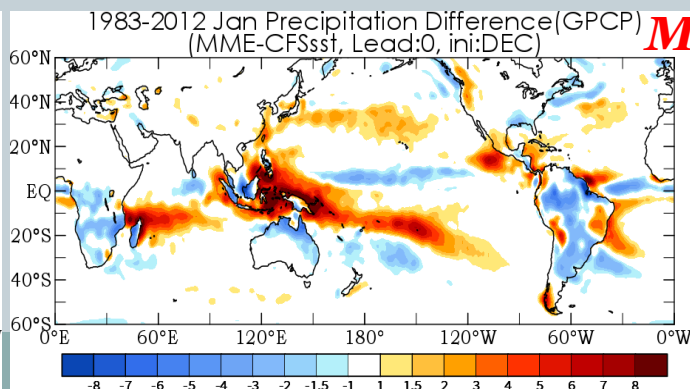 1983-2012 Jan Precipitation Difference(GPCP)
(MME-CFSsst, Lead:0, ini:DEC)
M
60°N
40°N
20°N
EQ
20°S
40°S
60°S
0°E 60°E 120°E 180° 120°W 60°W 0°W
-8 -7 -6 -5 -4 -3 -2 -1.5 -1 1 1.5 2 3 4 5 6 7 8